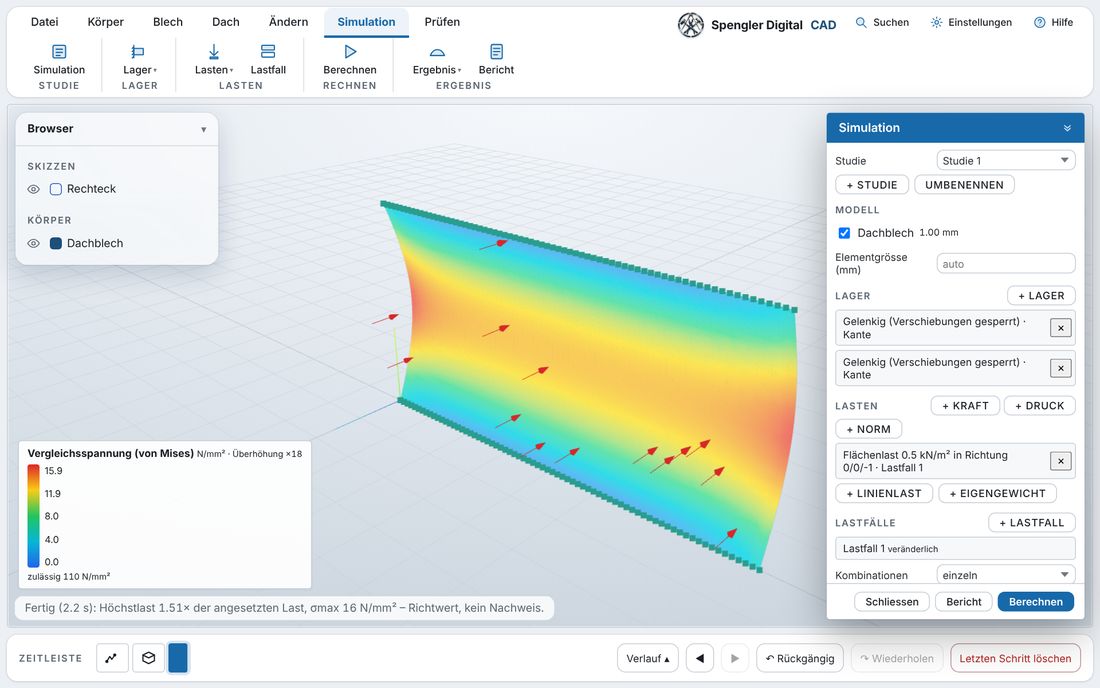 Datei Körper Blech Dach Ändern Simulation Prüfen
Spengler Digital CAD Suchen Einstellungen Hilfe
Simulation Lager Lasten Lastfall Berechnen Ergebnis Bericht
STUDIE LAGER LASTEN RECHNEN ERGEBNIS
Browser
SKIZZEN
Rechteck
KÖRPER
Dachblech
Vergleichsspannung (von Mises) N/mm² · Überhöhung ×18
15.9
11.9
8.0
4.0
0.0
zulässig 110 N/mm²
Fertig (2.2 s): Höchstlast 1.51× der angesetzten Last, σmax 16 N/mm² – Richtwert, kein Nachweis.
Simulation
Studie Studie 1
+ STUDIE UMBENENNEN
MODELL
Dachblech 1.00 mm
Elementgrösse
(mm) auto
LAGER + LAGER
Gelenkig (Verschiebungen gesperrt) ·
Kante
Gelenkig (Verschiebungen gesperrt) ·
Kante
LASTEN + KRAFT + DRUCK
+ NORM
Flächenlast 0.5 kN/m² in Richtung
0/0/-1 · Lastfall 1
+ LINIENLAST + EIGENGEWICHT
LASTFÄLLE + LASTFALL
Lastfall 1 veränderlich
Kombinationen einzeln
Schliessen Bericht Berechnen
ZEITLEISTE Verlauf ▴ Rückgängig Wiederholen Letzten Schritt löschen